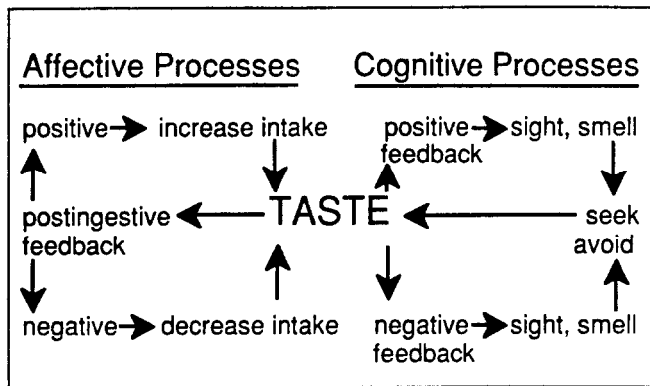 Affective Processes
Cognitive Processes
positive increase intake
positive sight, smell
feedback
postingestive TASTE seek
feedback avoid
negative decrease intake
negative sight, smell
feedback